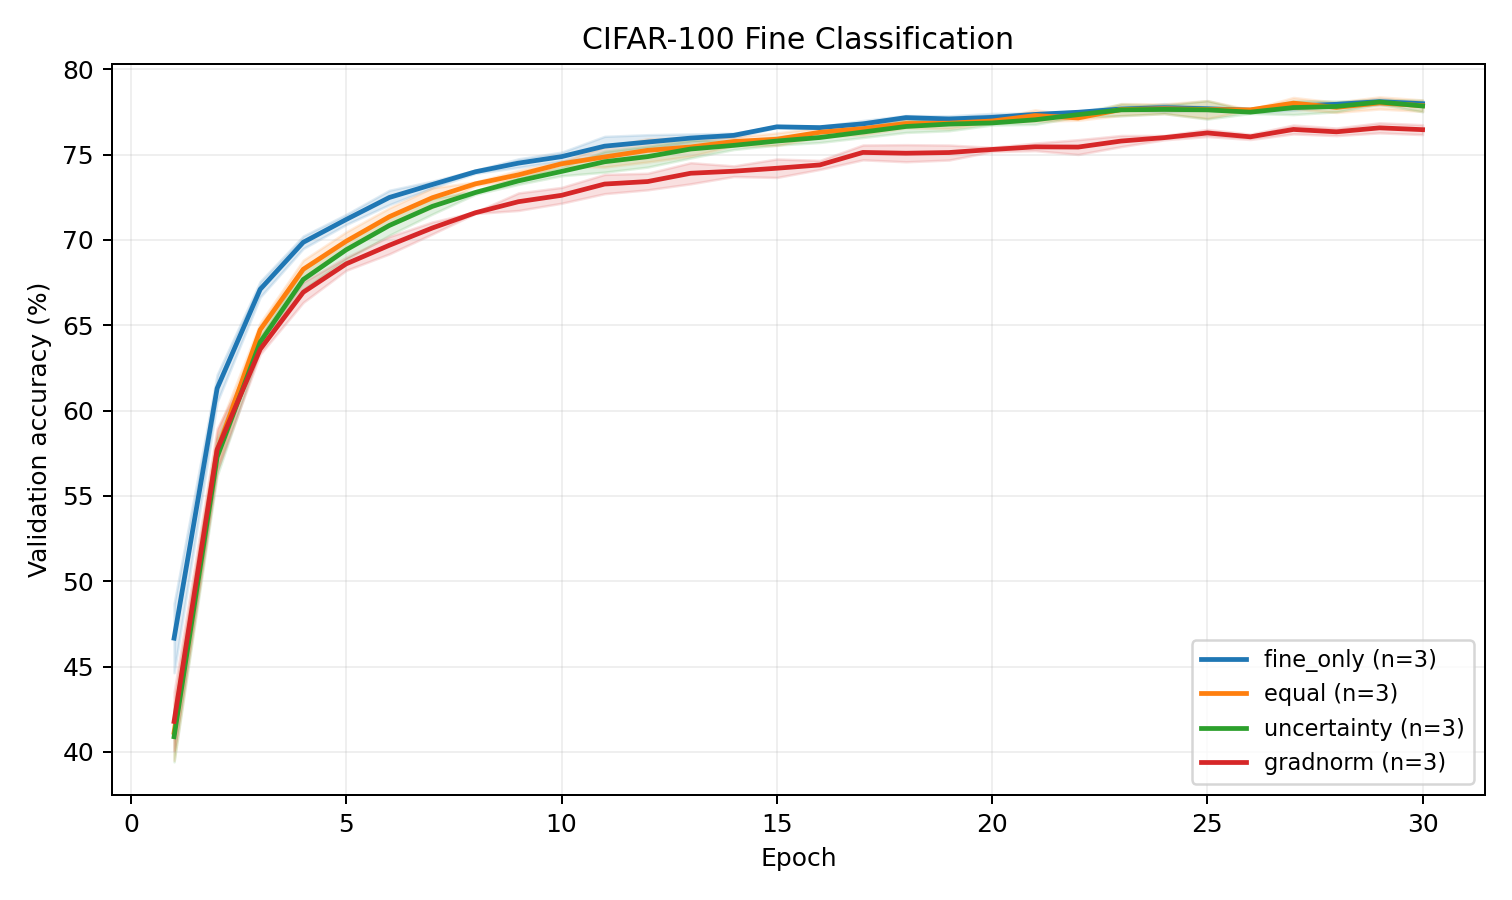 CIFAR-100 Fine Classification
Validation accuracy (%)
80
75
70
65
60
55
50
45
40
fine_only (n=3)
equal (n=3)
uncertainty (n=3)
gradnorm (n=3)
0 5 10 15 20 25 30
Epoch